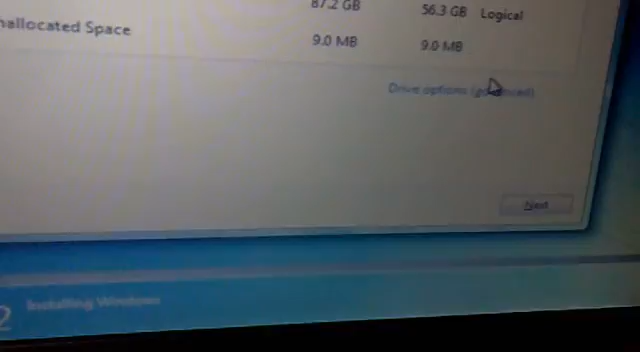 87.2 GB 56.3 GB Logical
nallocated Space 9.0 MB 9.0 MB
Drive options (advanced)
Next
2 Installing Windows